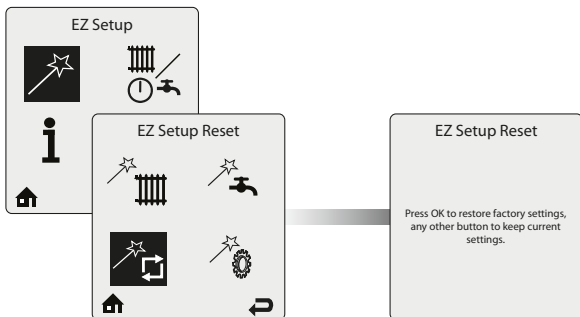 EZ Setup
EZ Setup Reset
EZ Setup Reset
Press OK to restore factory settings,
any other button to keep current
settings.